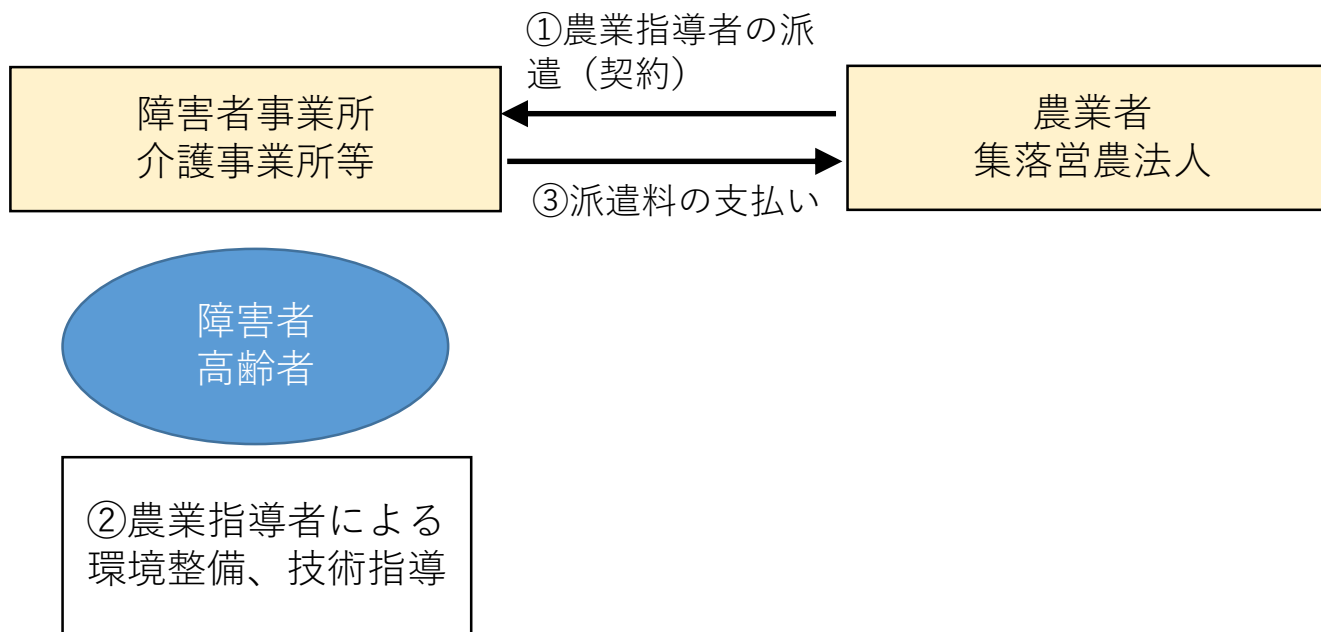 ①農業指導者の派
遣（契約）
障害者事業所
介護事業所等
農業者
集落営農法人
③派遣料の支払い
障害者
高齢者
②農業指導者による
環境整備、技術指導